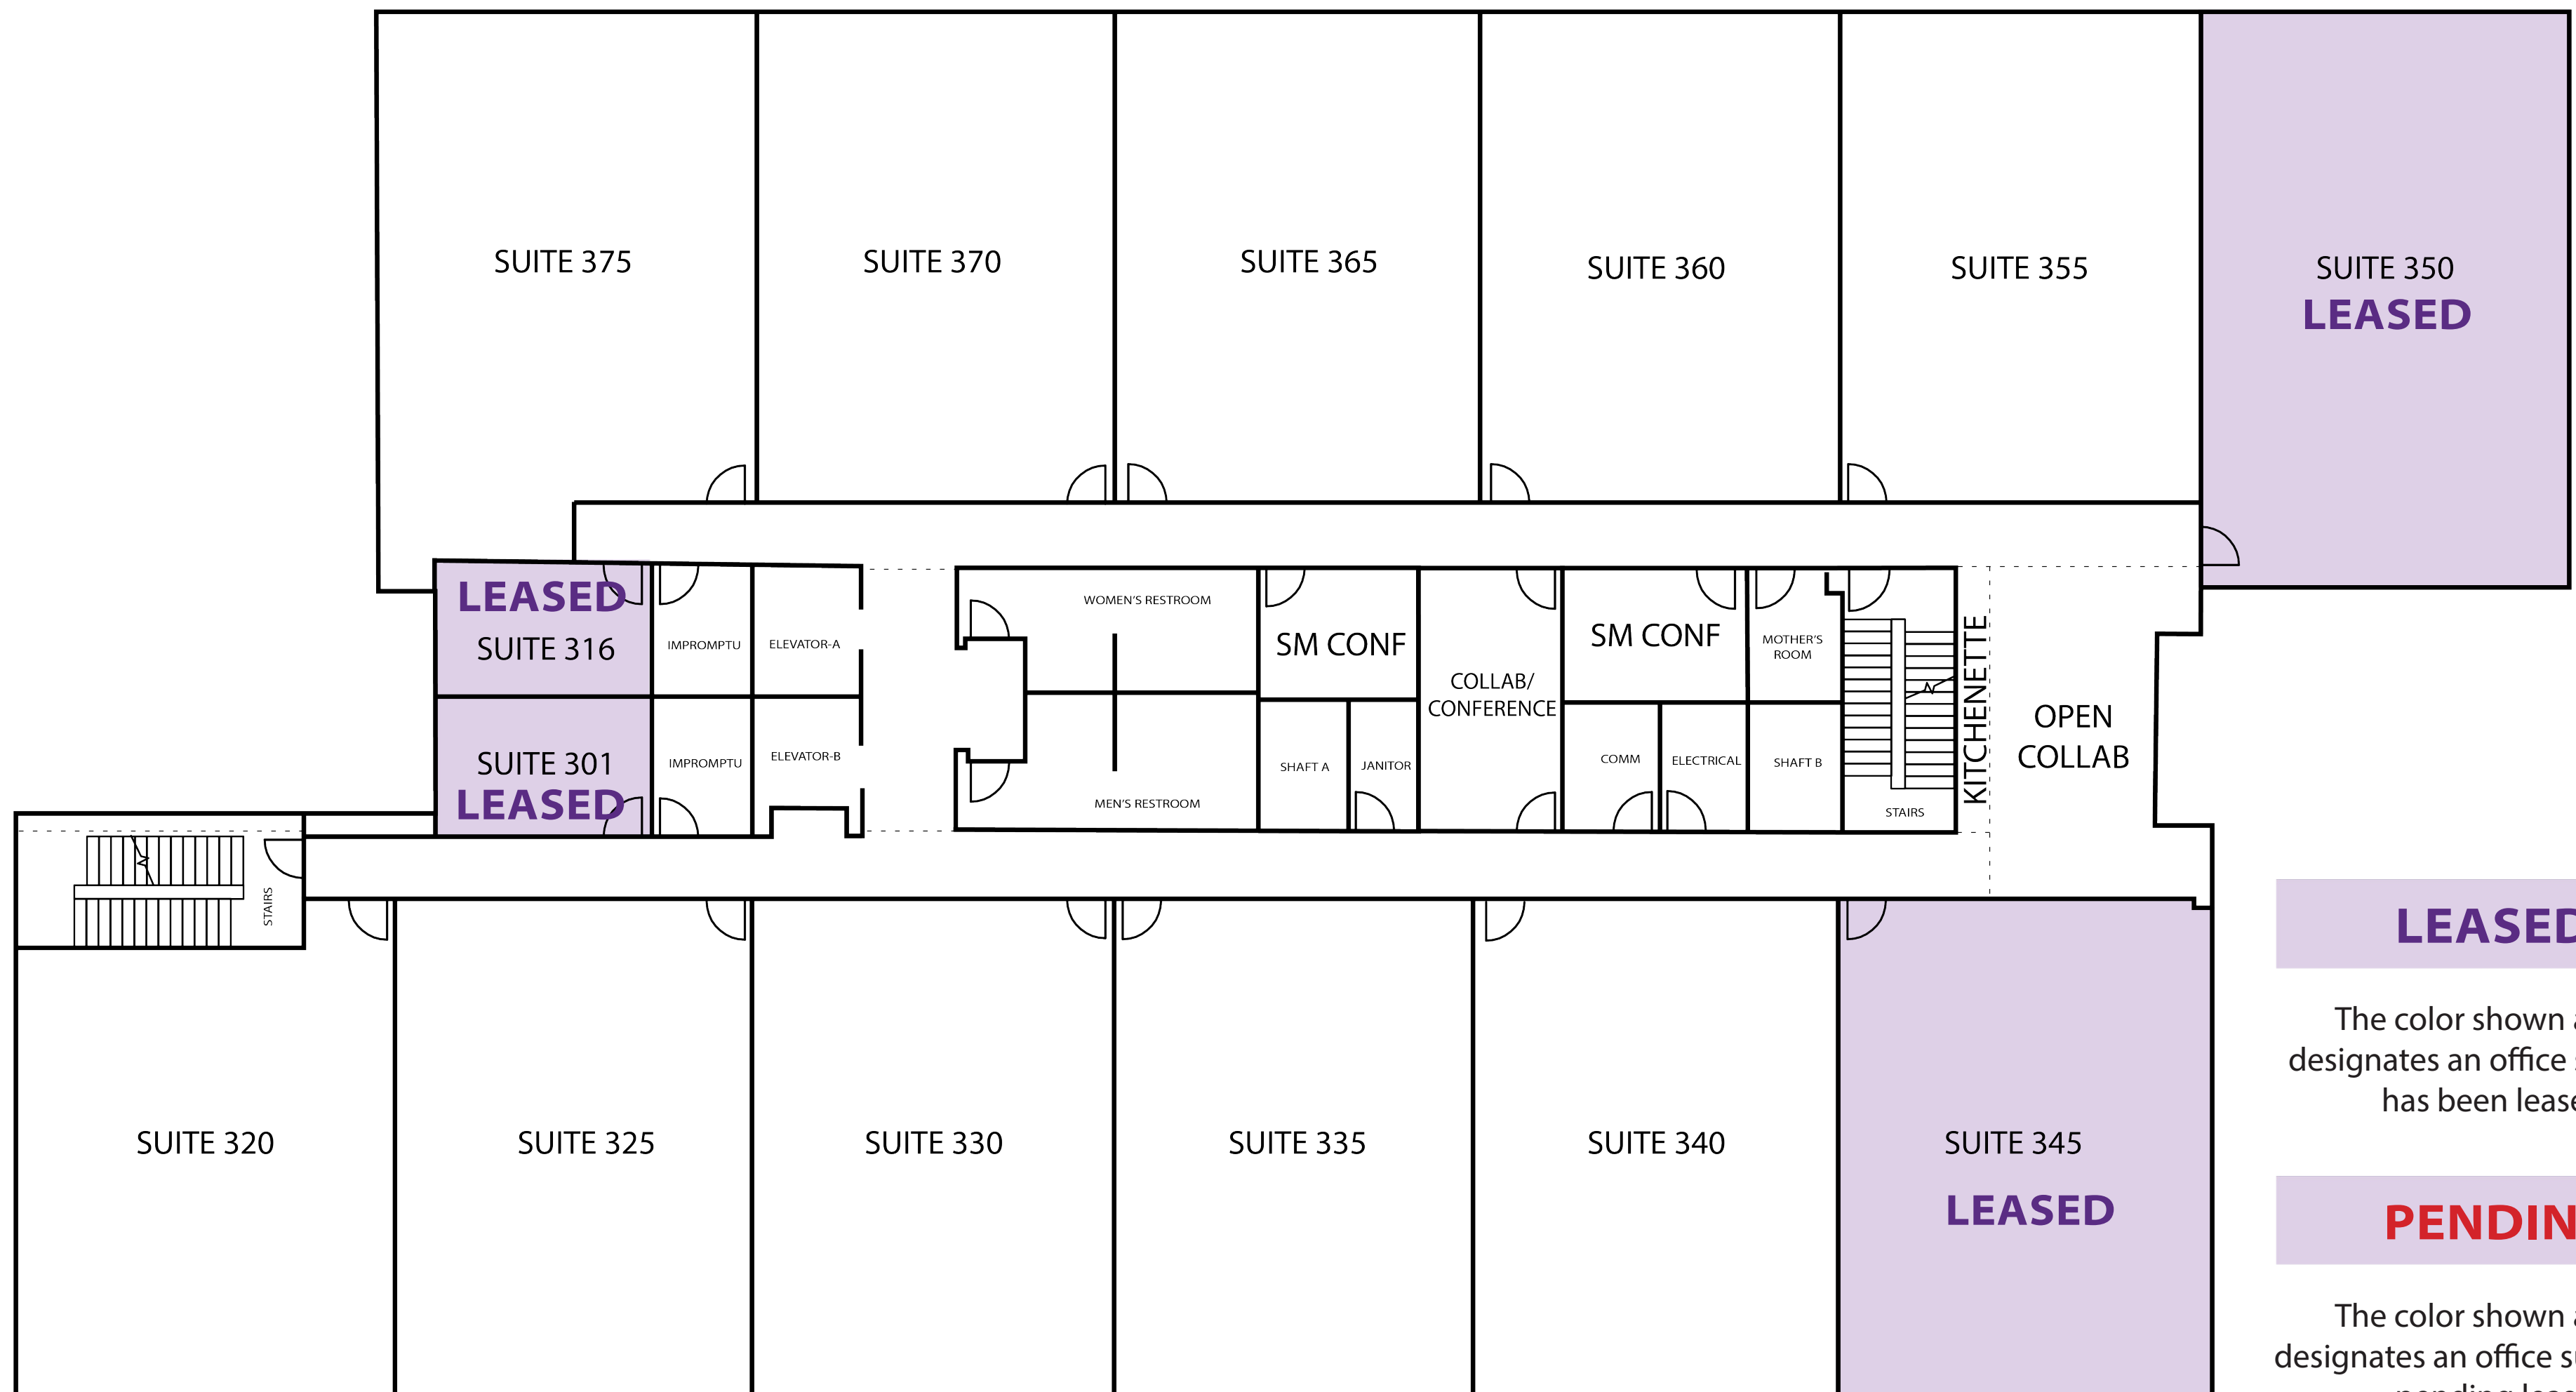 SUITE 375
SUITE 370
SUITE 365
SUITE 360
SUITE 355
SUITE 350
LEASED
LEASED
SUITE 316
SUITE 301
LEASED
IMPROMPTU
ELEVATOR-A
IMPROMPTU
ELEVATOR-B
WOMEN'S RESTROOM
MEN'S RESTROOM
SM CONF
SHAFT A
JANITOR
COLLAB/
CONFERENCE
SM CONF
MOTHER'S
ROOM
COMM
ELECTRICAL
SHAFT B
STAIRS
KITCHENETTE
OPEN
COLLAB
STAIRS
SUITE 320
SUITE 325
SUITE 330
SUITE 335
SUITE 340
SUITE 345
LEASED
LEASED
The color shown
designates an office
has been
PENDIN
The color shown
designates an office